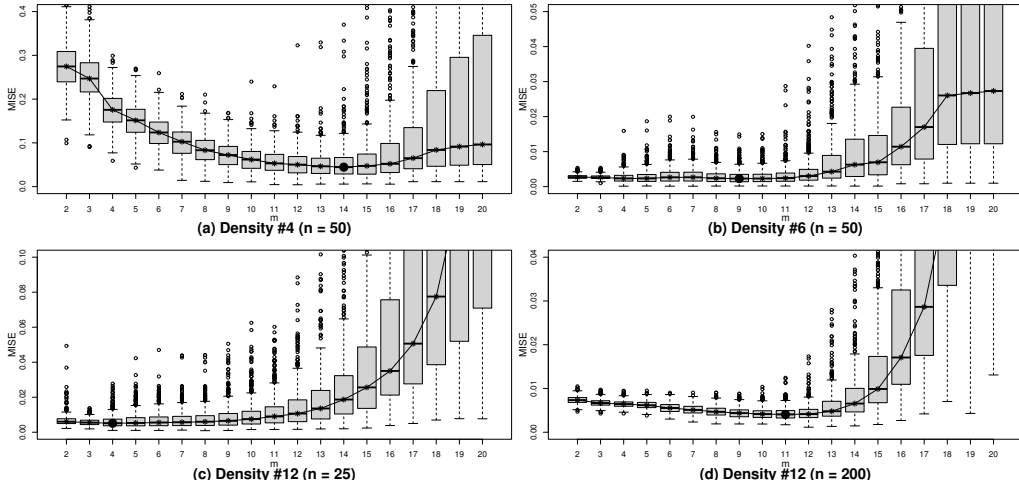 MISE
0.0 0.1 0.2 0.3 0.4
2 3 4 5 6 7 8 9 10 11 12 13 14 15 16 17 18 19 20
m
(a) Density #4 (n = 50)
MISE
0.00 0.01 0.02 0.03 0.04 0.05
2 3 4 5 6 7 8 9 10 11 12 13 14 15 16 17 18 19 20
m
(b) Density #6 (n = 50)
MISE
0.00 0.02 0.04 0.06 0.08 0.10
2 3 4 5 6 7 8 9 10 11 12 13 14 15 16 17 18 19 20
m
(c) Density #12 (n = 25)
MISE
0.00 0.01 0.02 0.03 0.04
2 3 4 5 6 7 8 9 10 11 12 13 14 15 16 17 18 19 20
m
(d) Density #12 (n = 200)